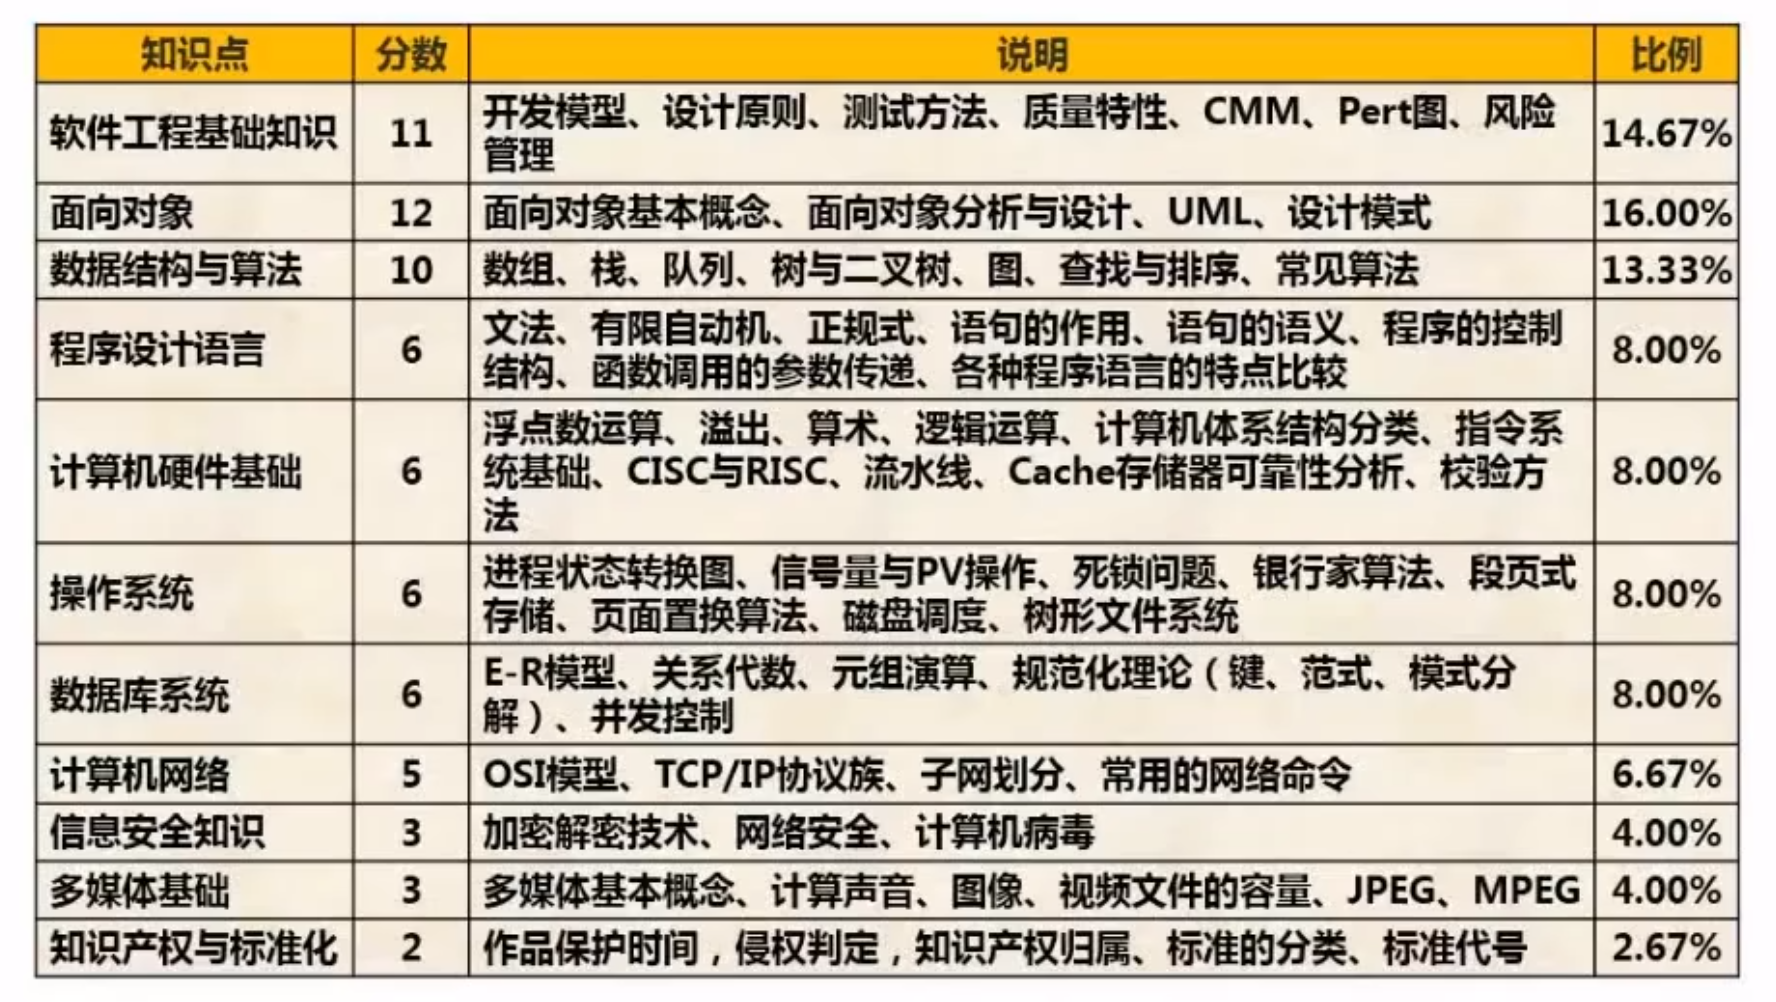 知识点 分数 说明 比例
软件工程基础知识 11 开发模型、设计原则、测试方法、质量特性、CMM、Pert图、风险
管理 14.67%
面向对象 12 面向对象基本概念、面向对象分析与设计、UML、设计模式 16.00%
数据结构与算法 10 数组、栈、队列、树与二叉树、图、查找与排序、常见算法 13.33%
程序设计语言 6 文法、有限自动机、正规式、语句的作用、语句的语义、程序的控制
结构、函数调用的参数传递、各种程序语言的特点比较 8.00%
计算机硬件基础 6 浮点数运算、溢出、算术、逻辑运算、计算机体系结构分类、指令系
统基础、CISC与RISC、流水线、Cache存储器可靠性分析、校验方
法 8.00%
操作系统 6 进程状态转换图、信号量与PV操作、死锁问题、银行家算法、段页式
存储、页面置换算法、磁盘调度、树形文件系统 8.00%
数据库系统 6 E-R模型、关系代数、元组演算、规范化理论（键、范式、模式分
解）、并发控制 8.00%
计算机网络 5 OSI模型、TCP/IP协议族、子网划分、常用的网络命令 6.67%
信息安全知识 3 加密解密技术、网络安全、计算机病毒 4.00%
多媒体基础 3 多媒体基本概念、计算声音、图像、视频文件的容量、JPEG、MPEG 4.00%
知识产权与标准化 2 作品保护时间，侵权判定，知识产权归属、标准的分类、标准代号 2.67%